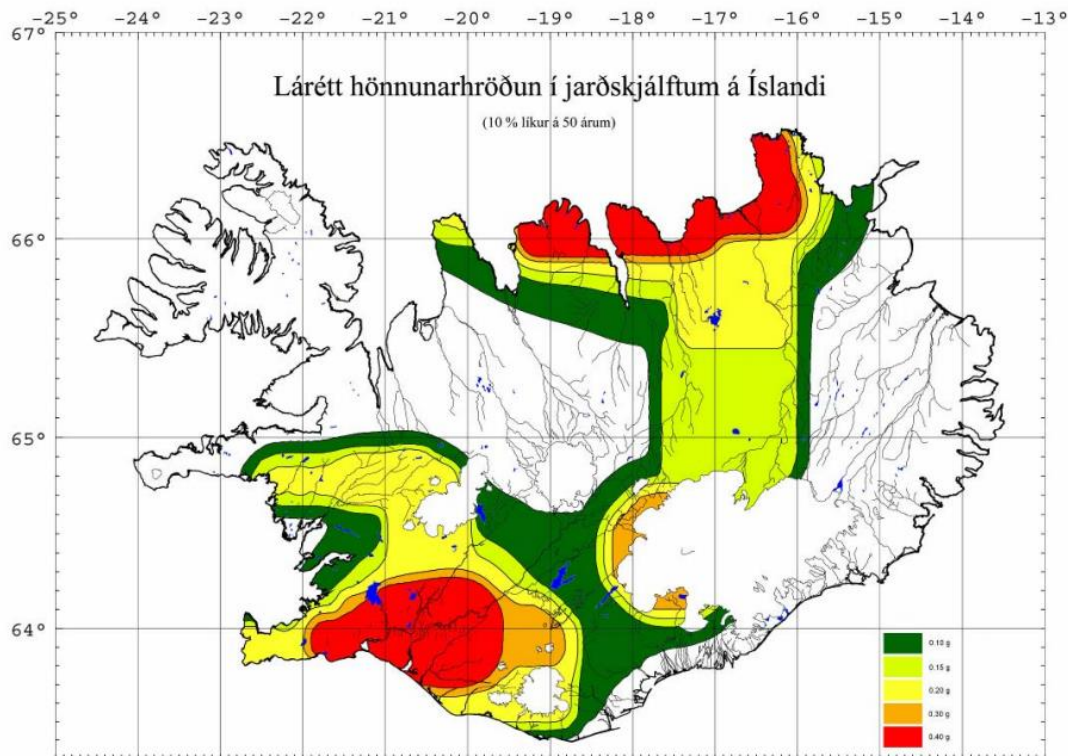 -25 -24 -23 -22 -21 -20 -19 -18 -17 -16 -15 -14 -13°
67°
Lárétt hönnunarhröðun í jarðskjálftum á Íslandi
(10 % líkur á 50 árum)
66°
65°
64°
0.10 g
0.15 g
0.20 g
0.30 g
0.40 g